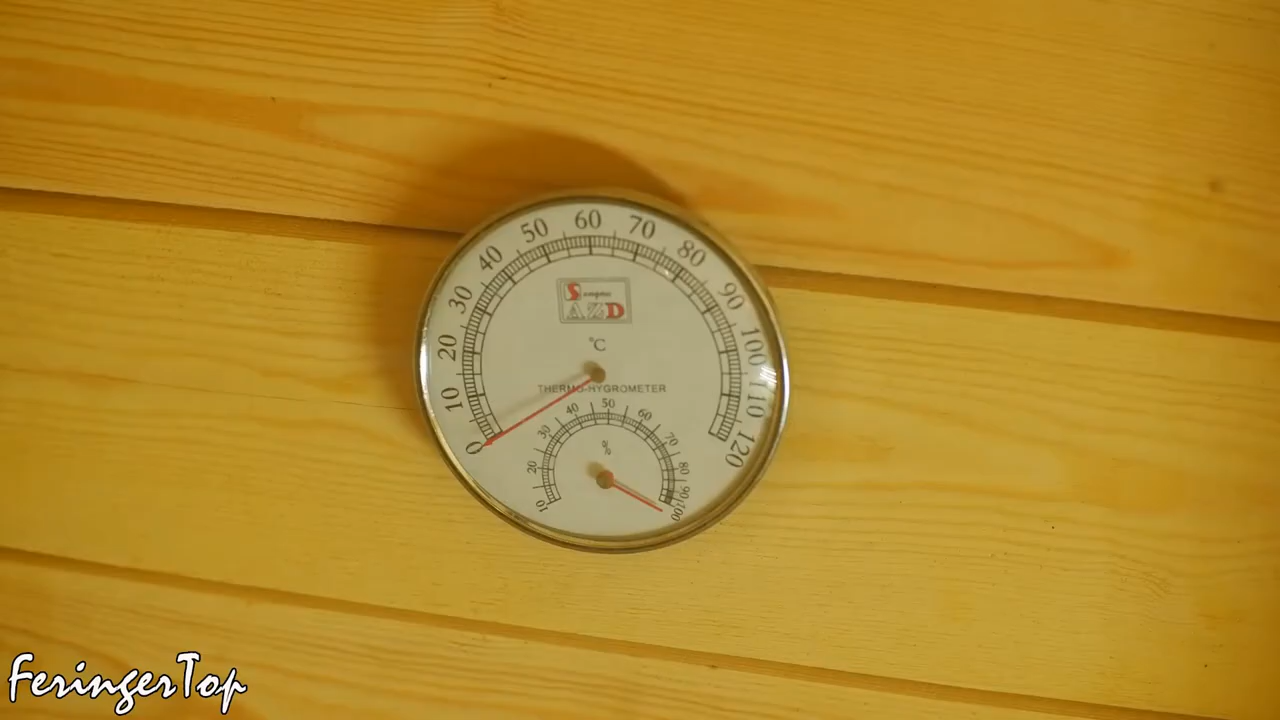 0 10 20 30 40 50 60 70 80 90 100 110 120
S
AZD
°C
THERMO-HYGROMETER
10 20 30 40 50 60 70 80 90 100
%
FeringerTop